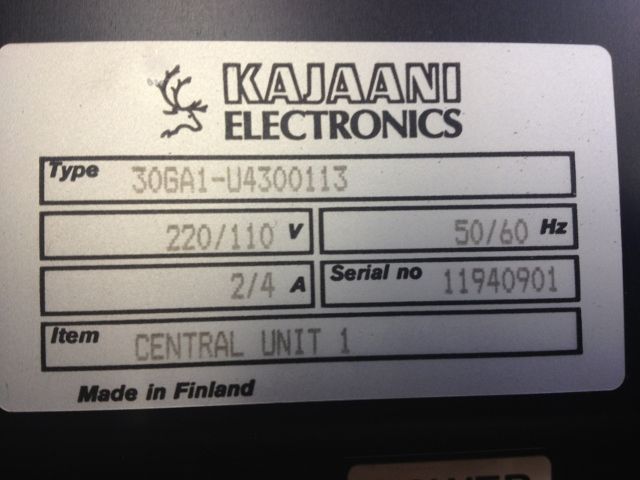 KAJAANI
ELECTRONICS
Type 30GA1-U4300113
220/110 V 50/60 Hz
2/4 A Serial no 11940901
Item CENTRAL UNIT 1
Made in Finland